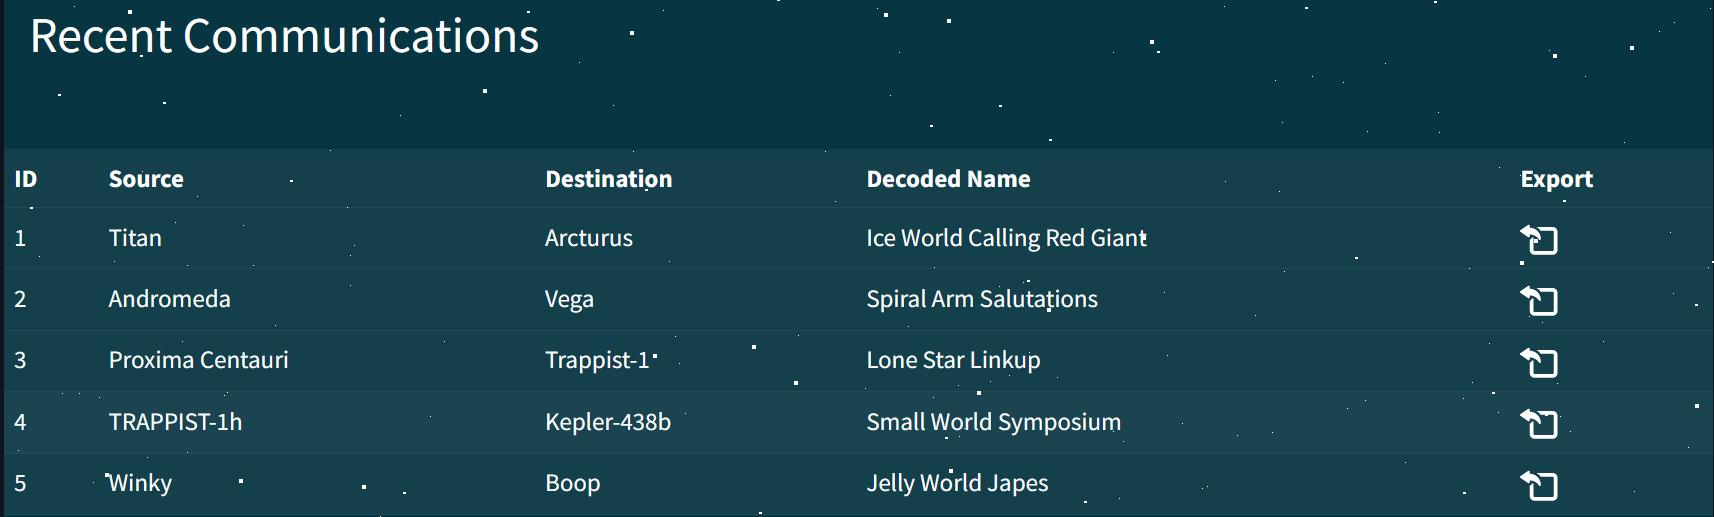 Recent Communications
ID Source Destination Decoded Name Export
1 Titan Arcturus Ice World Calling Red Giant
2 Andromeda Vega Spiral Arm Salutations
3 Proxima Centauri Trappist-1 Lone Star Linkup
4 TRAPPIST-1h Kepler-438b Small World Symposium
5 Winky Boop Jelly World Japes